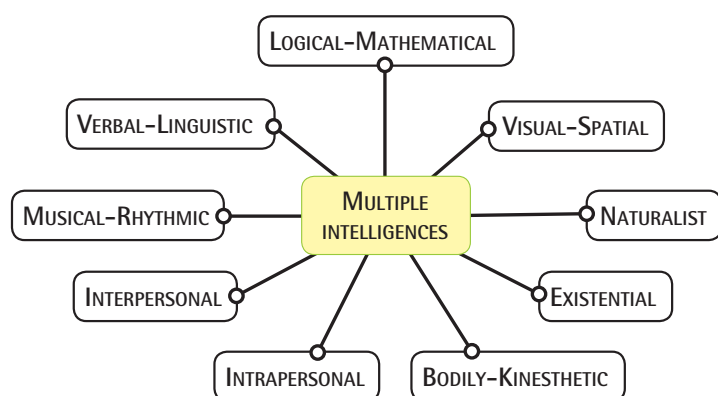 Logical-Mathematical
Verbal-Linguistic
Visual-Spatial
Multiple
intelligences
Musical-Rhythmic
Naturalist
Interpersonal
Existential
Intrapersonal
Bodily-Kinesthetic